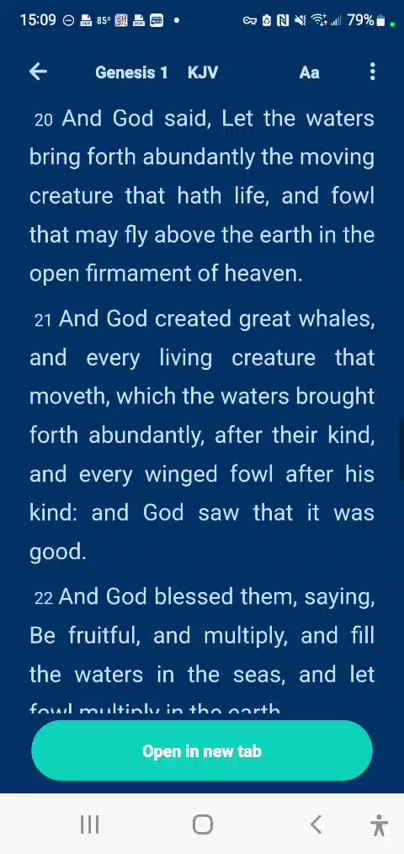 15:09 85° 79%
Genesis 1 KJV Aa
20 And God said, Let the waters
bring forth abundantly the moving
creature that hath life, and fowl
that may fly above the earth in the
open firmament of heaven.
21 And God created great whales,
and every living creature that
moveth, which the waters brought
forth abundantly, after their kind,
and every winged fowl after his
kind: and God saw that it was
good.
22 And God blessed them, saying,
Be fruitful, and multiply, and fill
the waters in the seas, and let
fowl multiply in the earth.
Open in new tab